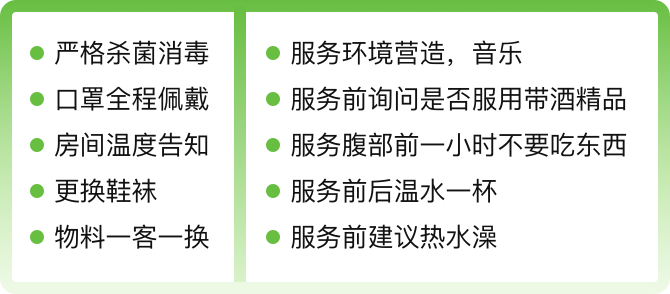 严格杀菌消毒
口罩全程佩戴
房间温度告知
更换鞋袜
物料一客一换
服务环境营造，音乐
服务前询问是否服用带酒精品
服务腹部前一小时不要吃东西
服务前后温水一杯
服务前建议热水澡